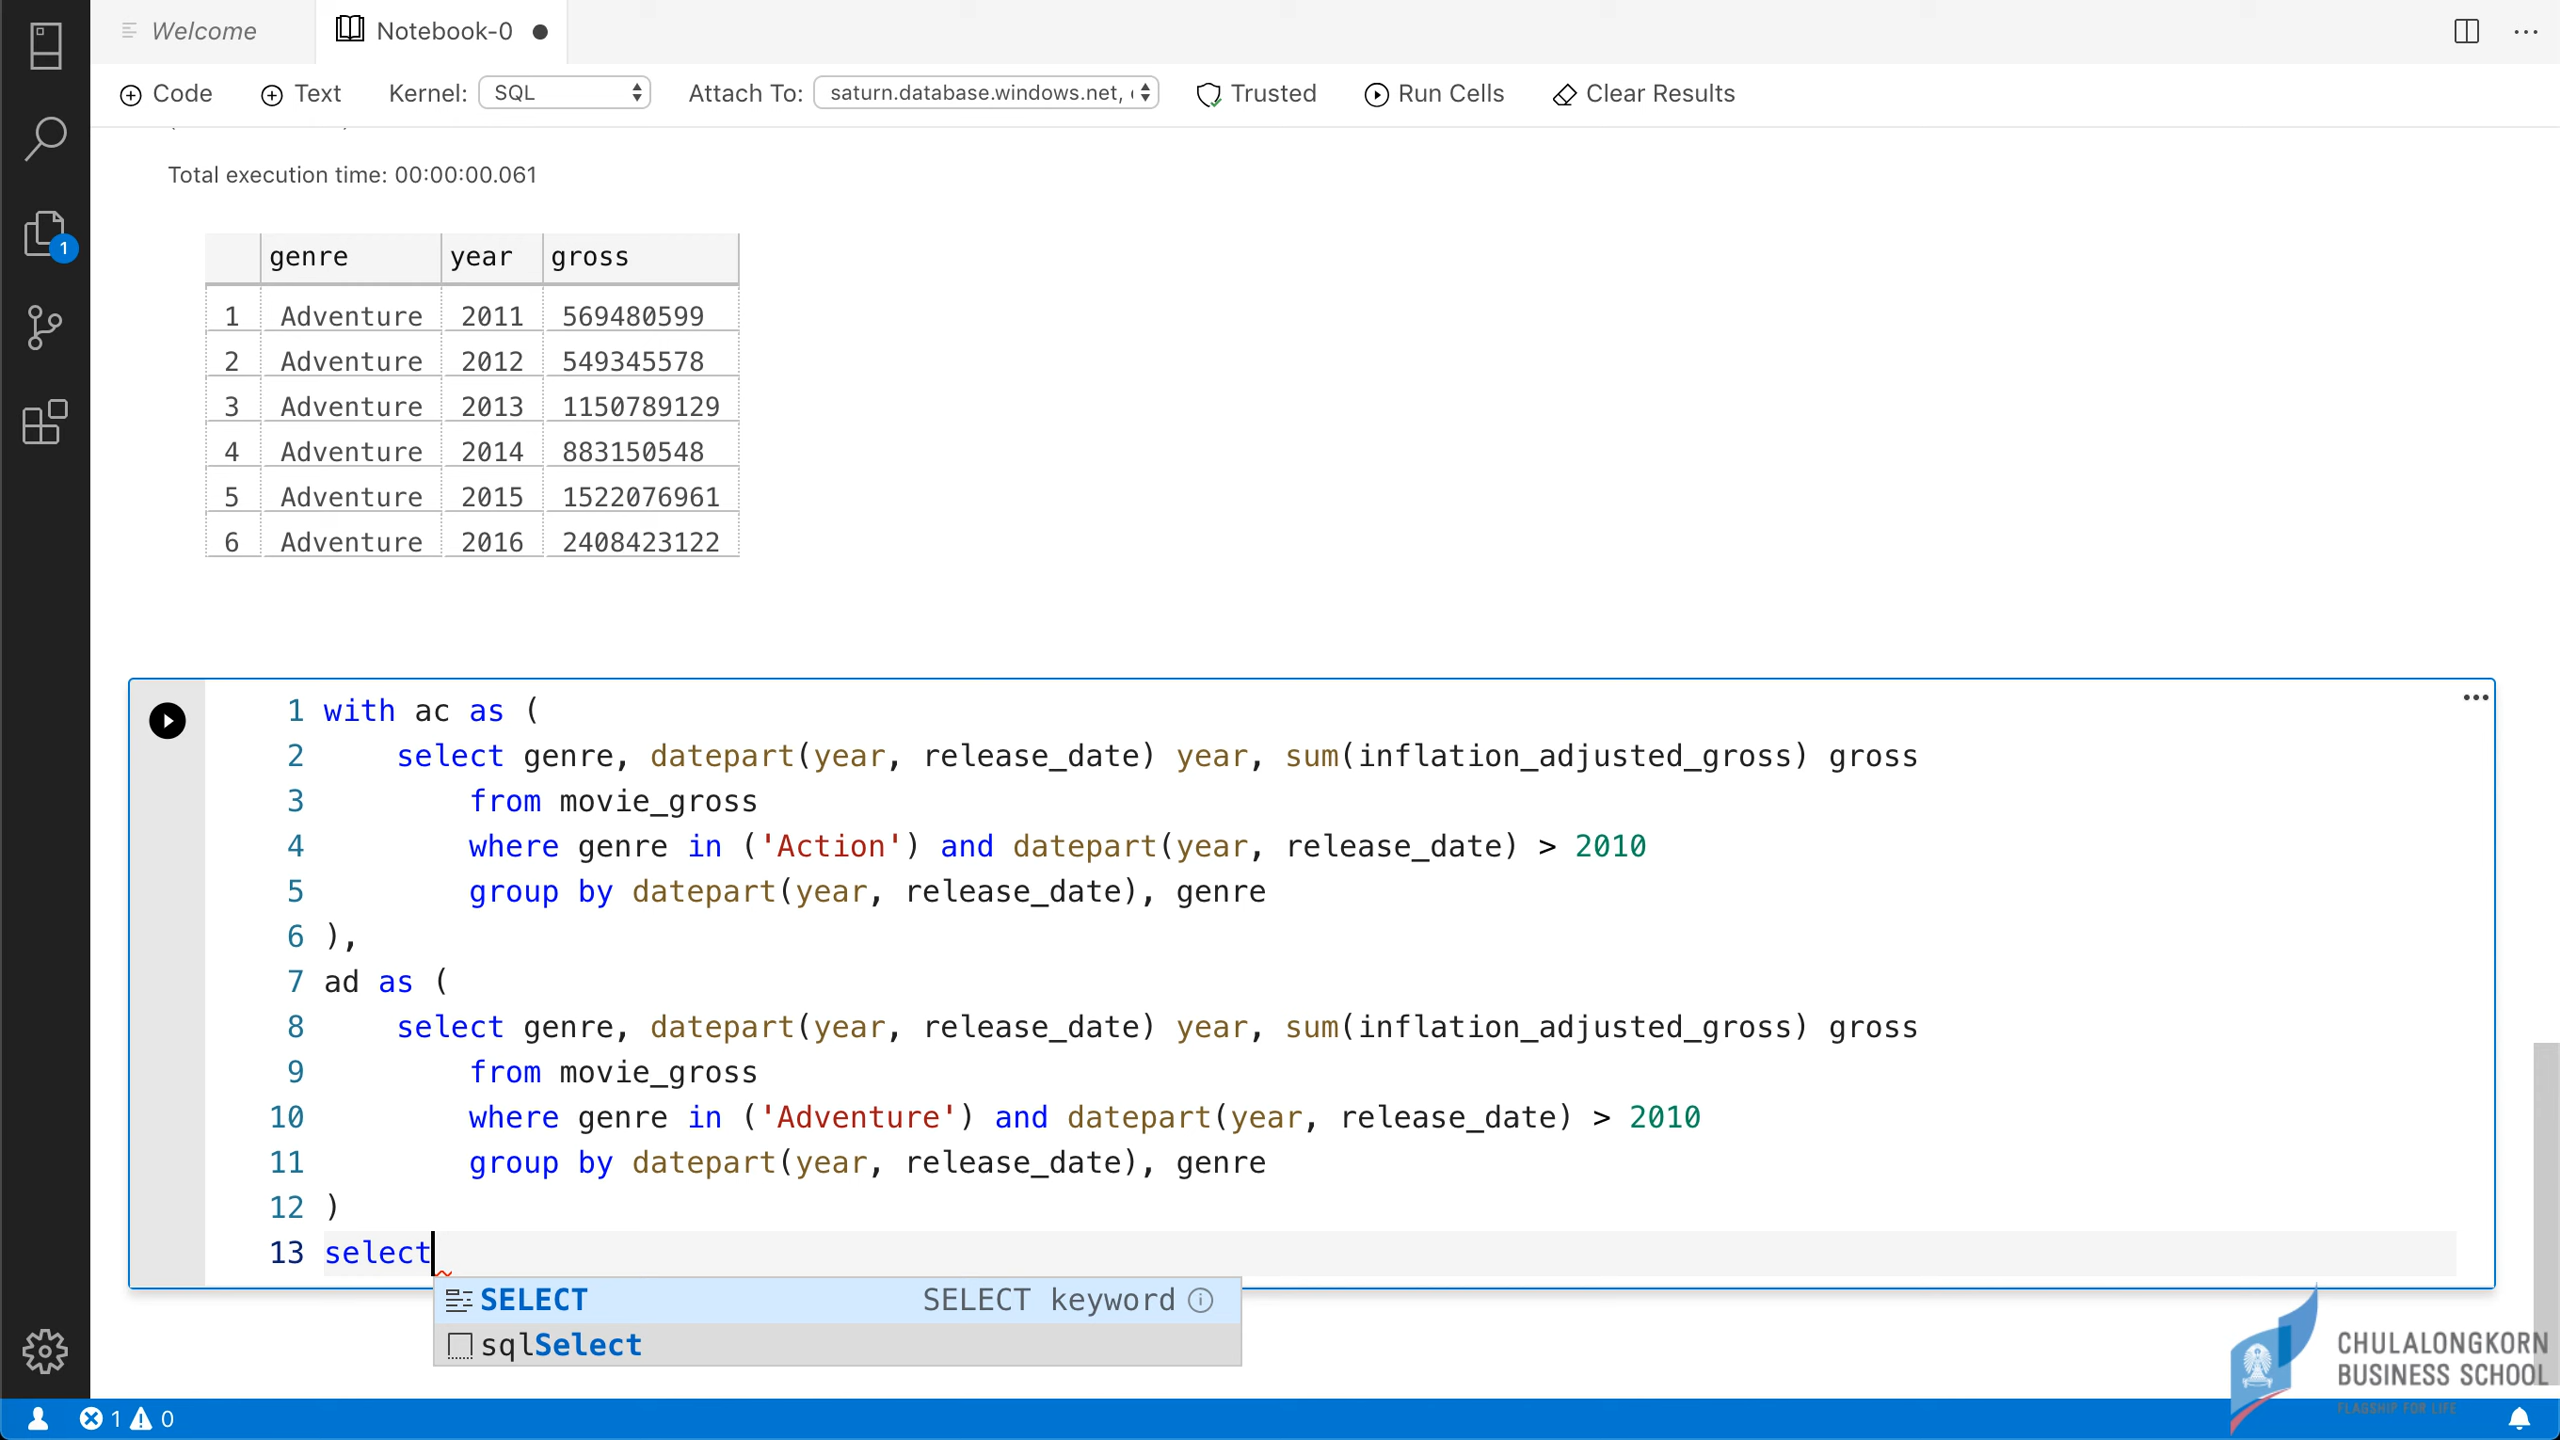 Welcome
Notebook-0
Code Text Kernel: SQL Attach To: saturn.database.windows.net, Trusted Run Cells Clear Results
Total execution time: 00:00:00.061
genre year gross
1 Adventure 2011 569480599
2 Adventure 2012 549345578
3 Adventure 2013 1150789129
4 Adventure 2014 883150548
5 Adventure 2015 1522076961
6 Adventure 2016 2408423122
1 with ac as (
2 select genre, datepart(year, release_date) year, sum(inflation_adjusted_gross) gross
3 from movie_gross
4 where genre in ('Action') and datepart(year, release_date) > 2010
5 group by datepart(year, release_date), genre
6 ),
7 ad as (
8 select genre, datepart(year, release_date) year, sum(inflation_adjusted_gross) gross
9 from movie_gross
10 where genre in ('Adventure') and datepart(year, release_date) > 2010
11 group by datepart(year, release_date), genre
12 )
13 select
SELECT SELECT keyword
sqlSelect
CHULALONGKORN
BUSINESS SCHOOL
FLAGSHIP FOR LIFE
1
1 0